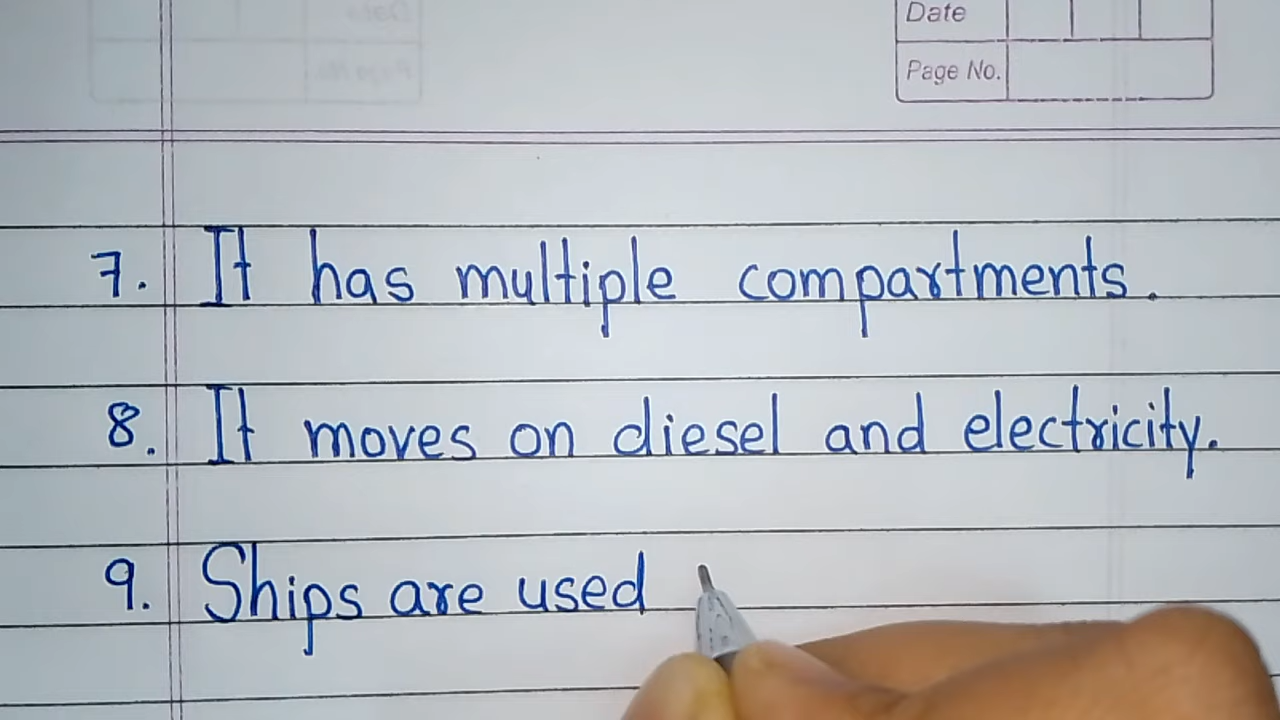 Date
Page No.
7. It has multiple compartments.
8. It moves on diesel and electricity.
9. Ships are used